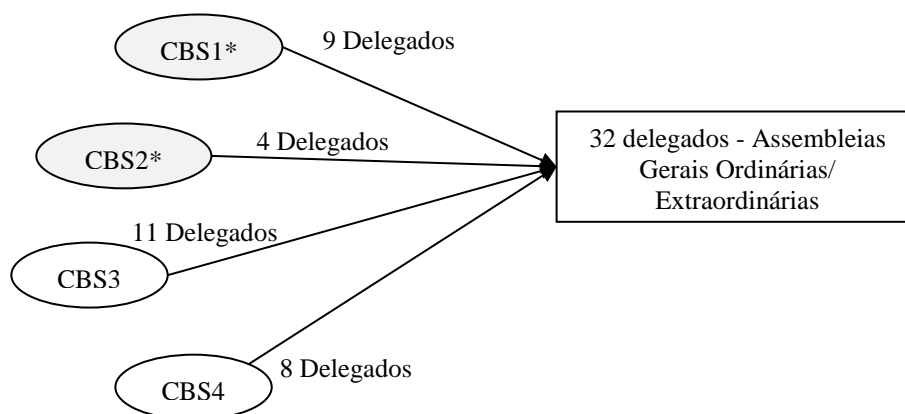 CBS1*
9 Delegados
CBS2*
4 Delegados
32 delegados - Assembleias
Gerais Ordinárias/
Extraordinárias
11 Delegados
CBS3
8 Delegados
CBS4